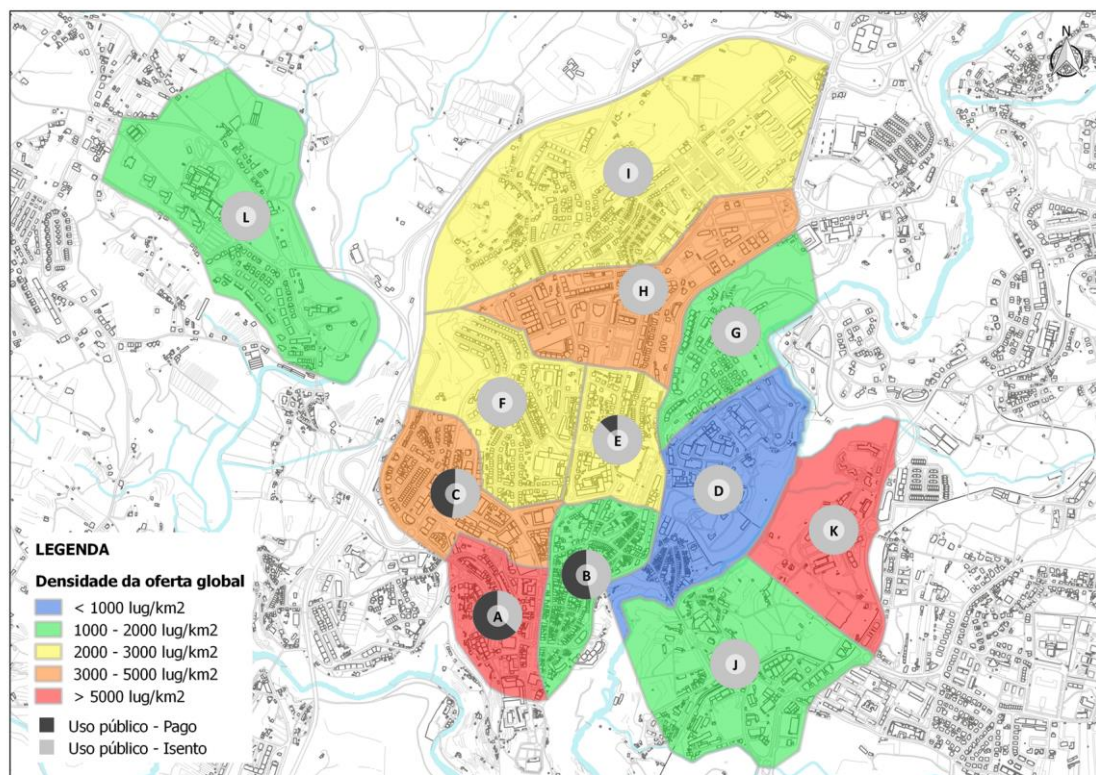 N
I
L
H
G
F
E
C
D
K
B
A
J
LEGENDA
Densidade da oferta global
< 1000 lug/km2
1000 - 2000 lug/km2
2000 - 3000 lug/km2
3000 - 5000 lug/km2
> 5000 lug/km2
Uso público - Pago
Uso público - Isento